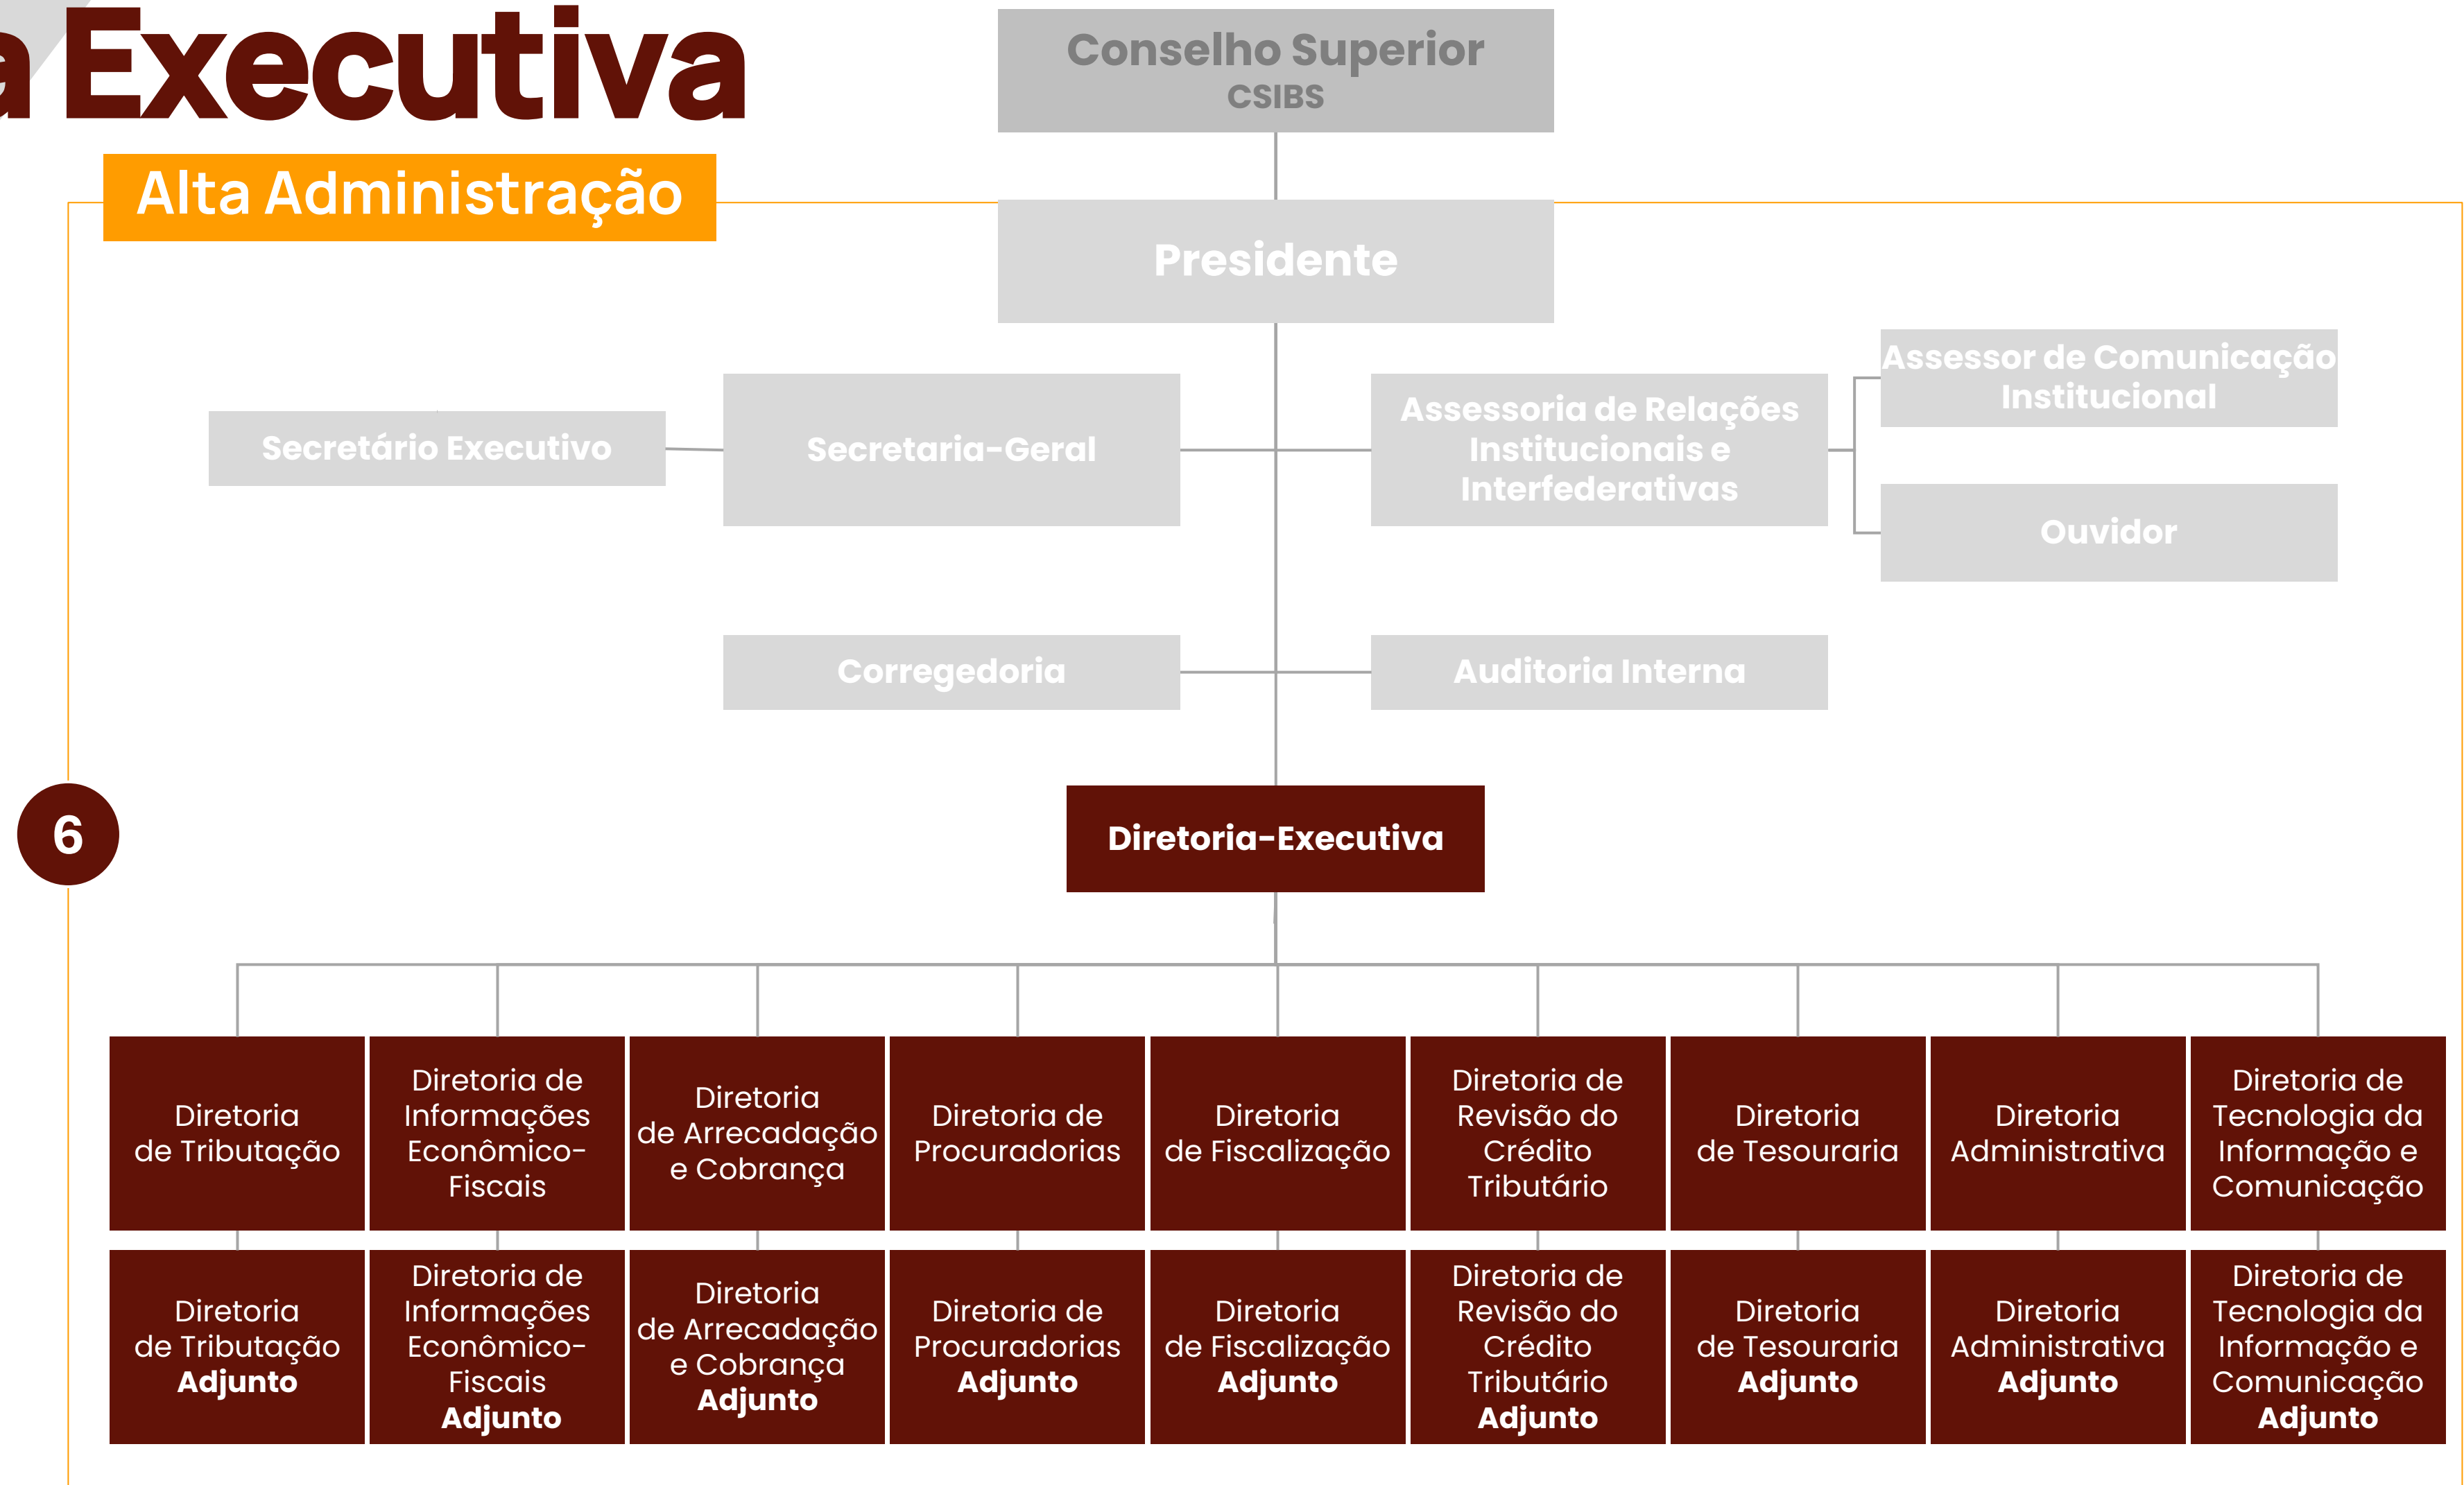 a Executiva
Conselho Superior
CSIBS
Alta Administração
Presidente
Secretário Executivo
Secretaria-Geral
Assessoria de Relações
Institucionais e
Interfederativas
Assessor de Comunicação
Institucional
Ouvidor
Corregedoria
Auditoria Interna
6
Diretoria-Executiva
Diretoria
de Tributação
Diretoria de
Informações
Econômico-
Fiscais
Diretoria
de Arrecadação
e Cobrança
Diretoria de
Procuradorias
Diretoria
de Fiscalização
Diretoria de
Revisão do
Crédito
Tributário
Diretoria
de Tesouraria
Diretoria
Administrativa
Diretoria de
Tecnologia da
Informação e
Comunicação
Diretoria
de Tributação
Adjunto
Diretoria de
Informações
Econômico-
Fiscais
Adjunto
Diretoria
de Arrecadação
e Cobrança
Adjunto
Diretoria de
Procuradorias
Adjunto
Diretoria
de Fiscalização
Adjunto
Diretoria de
Revisão do
Crédito
Tributário
Adjunto
Diretoria
de Tesouraria
Adjunto
Diretoria
Administrativa
Adjunto
Diretoria de
Tecnologia da
Informação e
Comunicação
Adjunto